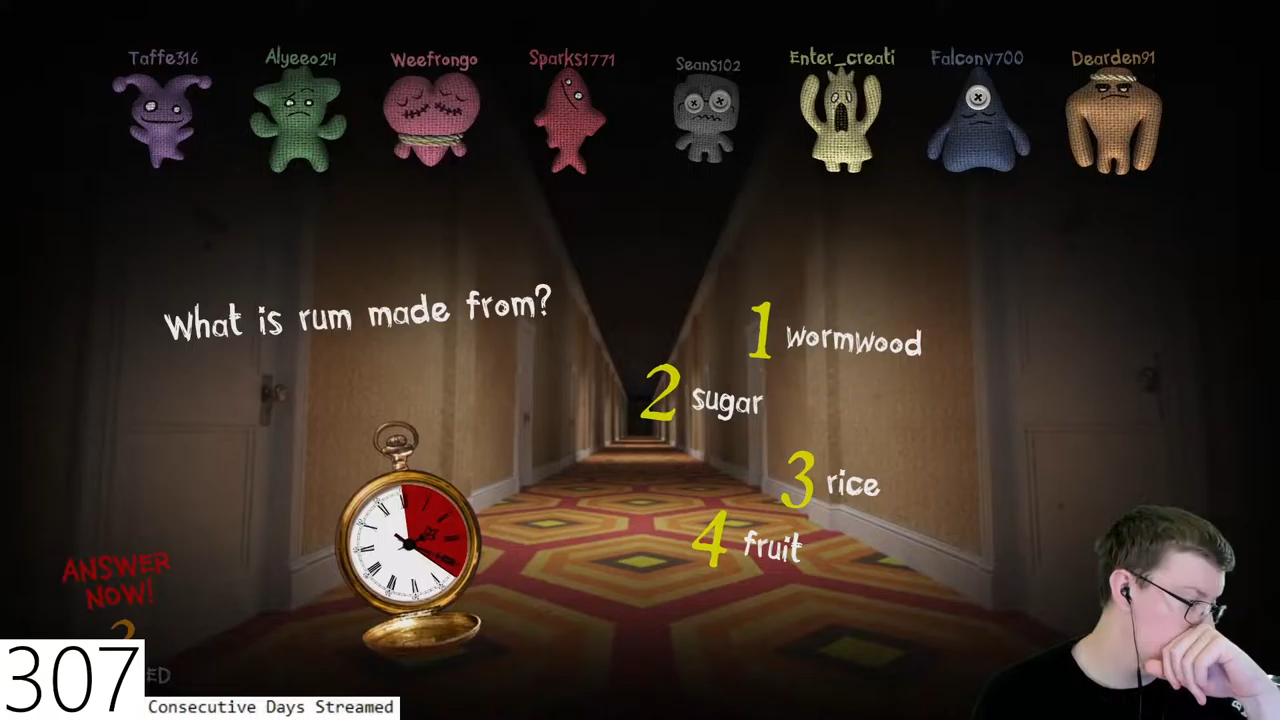 Taffe316
Alyeeo24
Weefrongo
Sparks1771
Seans102
Enter_creati
Falconv700
Dearden91
What is rum made from?
1 wormwood
2 sugar
3 rice
4 fruit
ANSWER
NOW!
307
Consecutive Days Streamed